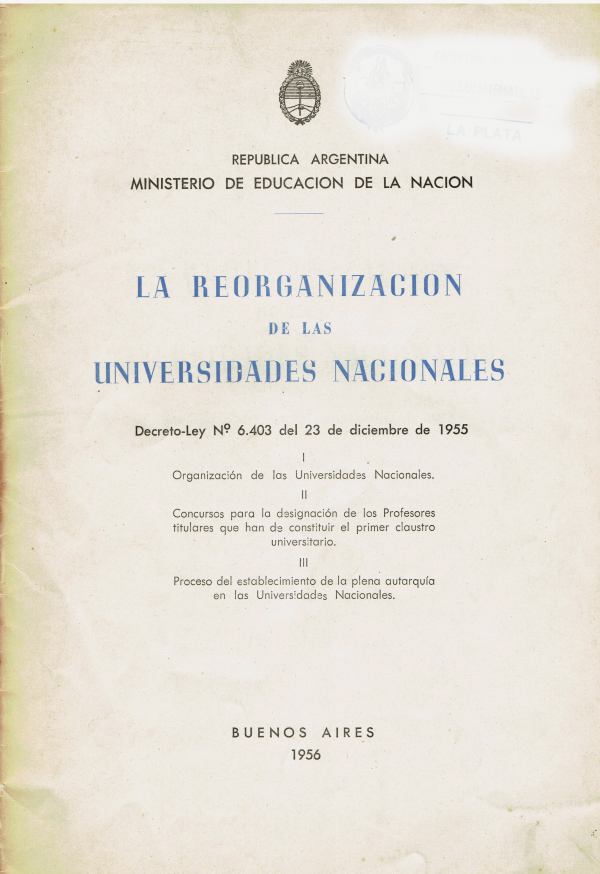 LA PLATA
REPUBLICA ARGENTINA
MINISTERIO DE EDUCACION DE LA NACION
LA REORGANIZACION
DE LAS
UNIVERSIDADES NACIONALES
Decreto-Ley Nº 6.403 del 23 de diciembre de 1955
I
Organización de las Universidades Nacionales.
II
Concursos para la designación de los Profesores
titulares que han de constituir el primer claustro
universitario.
III
Proceso del establecimiento de la plena autarquía
en las Universidades Nacionales.
BUENOS AIRES
1956